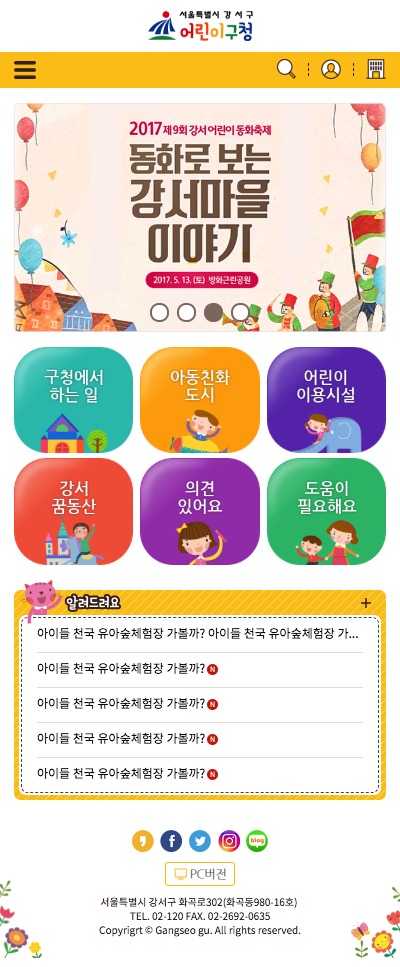 서울특별시 강서구
어린이구청
2017 제9회 강서 어린이 동화축제
동화로 보는
강서마을
이야기
2017. 5. 13. (토) 방화근린공원
구청에서
하는 일
아동친화
도시
어린이
이용시설
강서
꿈동산
의견
있어요
도움이
필요해요
알려드려요
아이들 천국 유아숲체험장 가볼까? 아이들 천국 유아숲체험장 가...
아이들 천국 유아숲체험장 가볼까? N
아이들 천국 유아숲체험장 가볼까? N
아이들 천국 유아숲체험장 가볼까? N
아이들 천국 유아숲체험장 가볼까? N
blog
PC버전
서울특별시 강서구 화곡로302(화곡동980-16호)
TEL. 02-120 FAX. 02-2692-0635
Copyrigrt © Gangseo gu. All rights reserved.